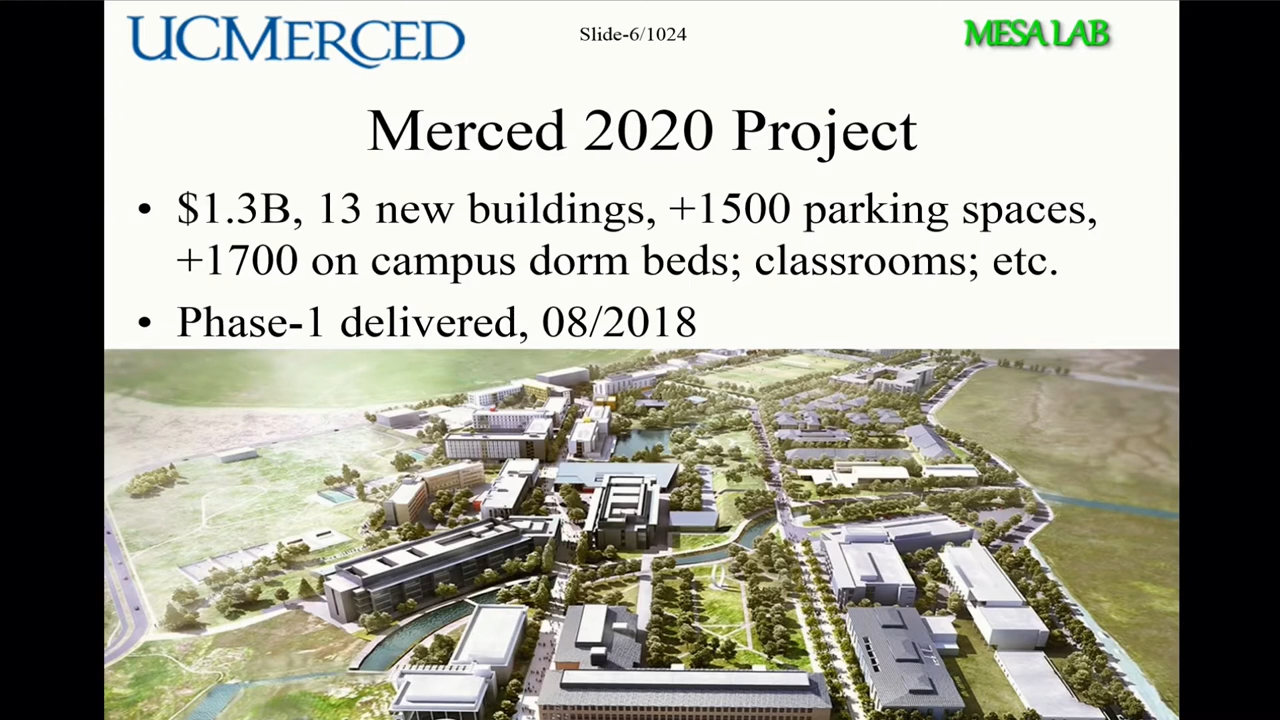 UCMERCED
Slide-6/1024
MESA LAB
Merced 2020 Project
• $1.3B, 13 new buildings, +1500 parking spaces,
+1700 on campus dorm beds; classrooms; etc.
• Phase-1 delivered, 08/2018